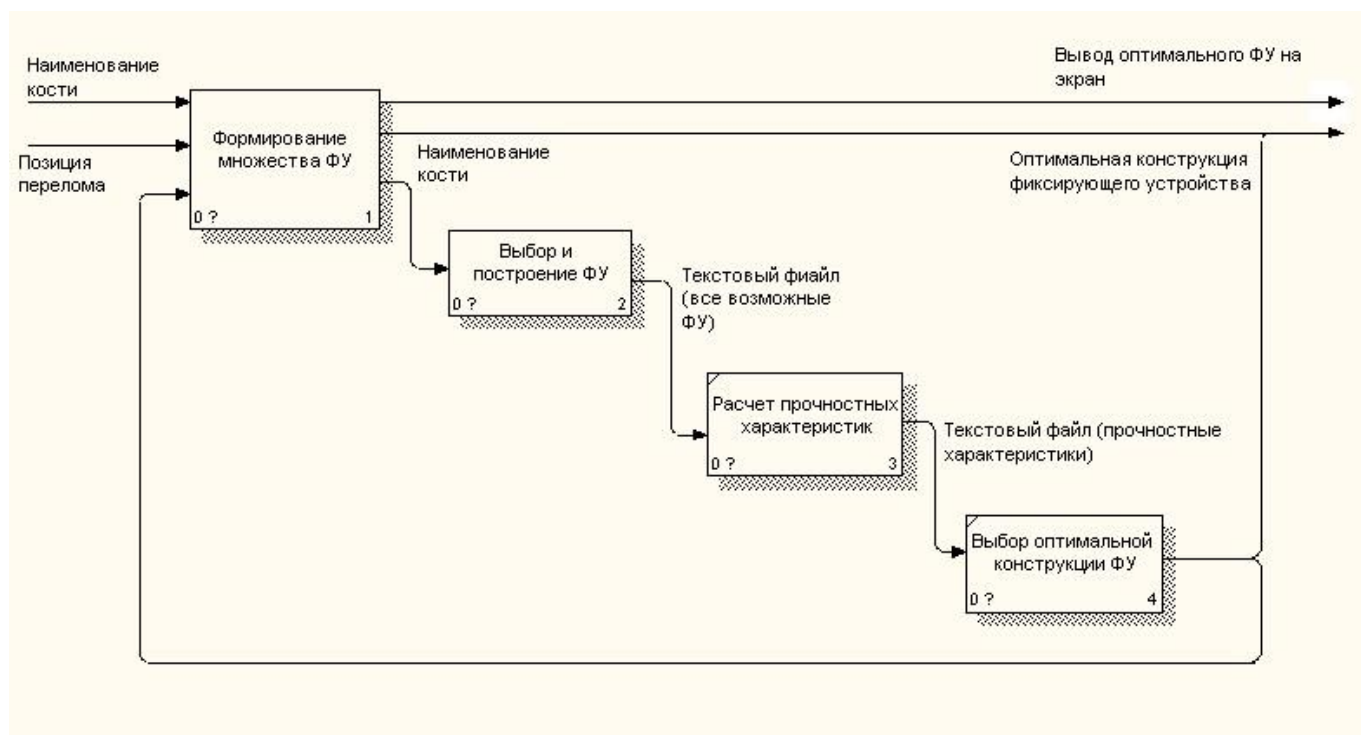 Наименование
кости
Вывод оптимального ФУ на
экран
Формирование
множества ФУ
0 ?
1
Позиция
перелома
Наименование
кости
Оптимальная конструкция
фиксирующего устройства
Выбор и
построение ФУ
0 ?
2
Текстовый фиайл
(все возможные
ФУ)
Расчет прочностных
характеристик
0 ?
3
Текстовый файл (прочностные
характеристики)
Выбор оптимальной
конструкции ФУ
0 ?
4